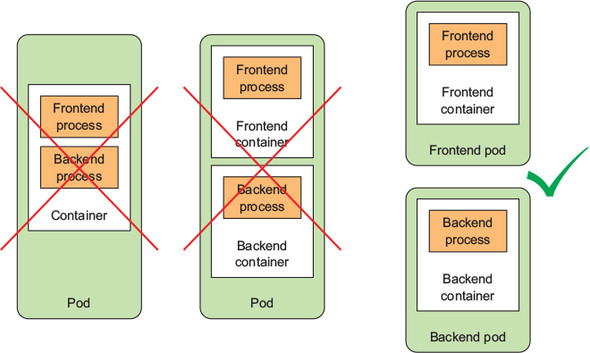 Frontend
process
Backend
process
Container
Pod
Frontend
process
Frontend
container
Backend
process
Backend
container
Pod
Frontend
process
Frontend
container
Frontend pod
Backend
process
Backend
container
Backend pod